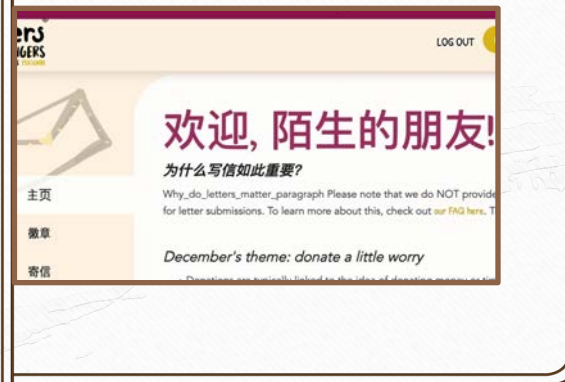 LOG OUT
欢迎, 陌生的朋友!
为什么写信如此重要?
Why_do_letters_matter_paragraph Please note that we do NOT provide
for letter submissions. To learn more about this, check out our FAQ here. T
December's theme: donate a little worry
主页
徽章
寄信